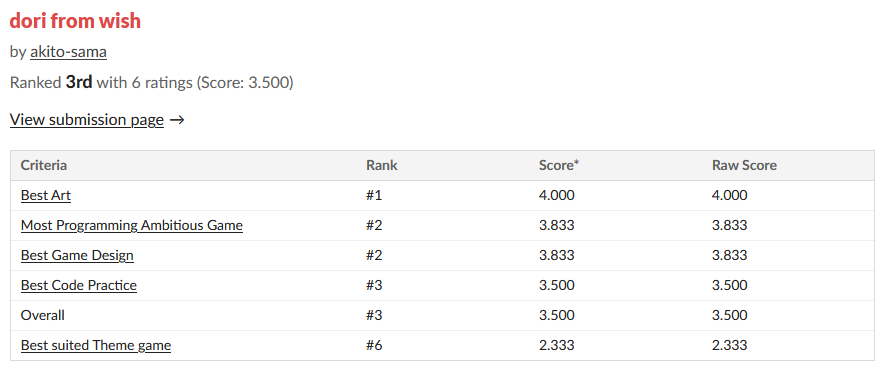 dori from wish
by akito-sama
Ranked 3rd with 6 ratings (Score: 3.500)
View submission page →
Criteria Rank Score* Raw Score
Best Art #1 4.000 4.000
Most Programming Ambitious Game #2 3.833 3.833
Best Game Design #2 3.833 3.833
Best Code Practice #3 3.500 3.500
Overall #3 3.500 3.500
Best suited Theme game #6 2.333 2.333